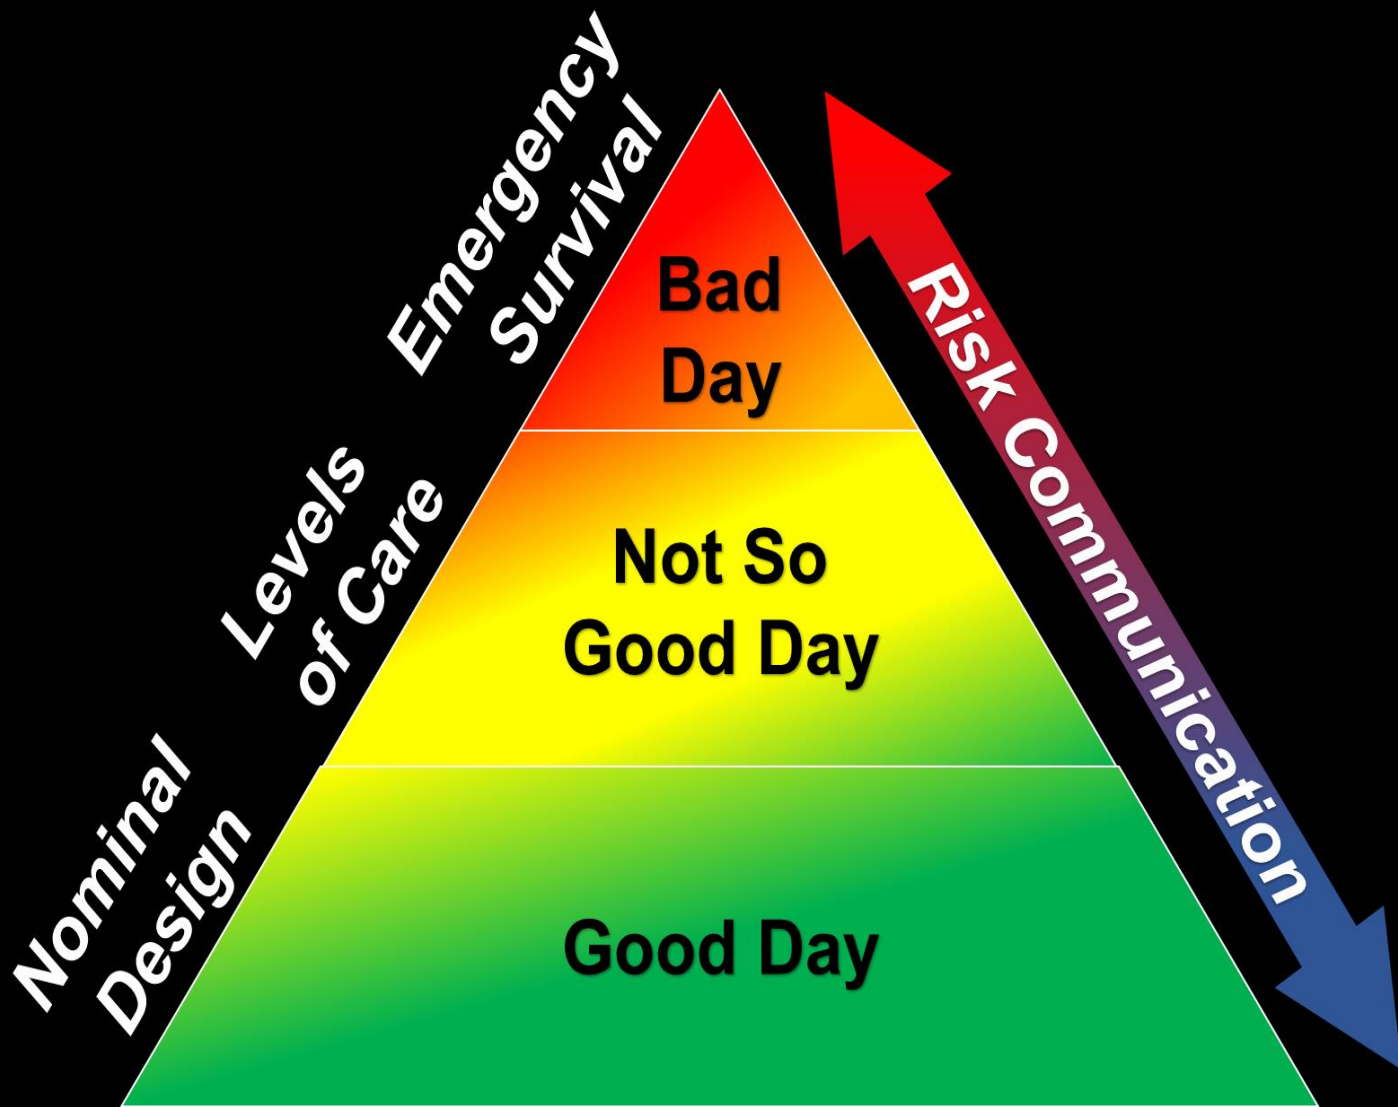 Emergency
Survival
Bad
Day
Levels
of Care
Not So
Good Day
Nominal
Design
Good Day
Risk Communication